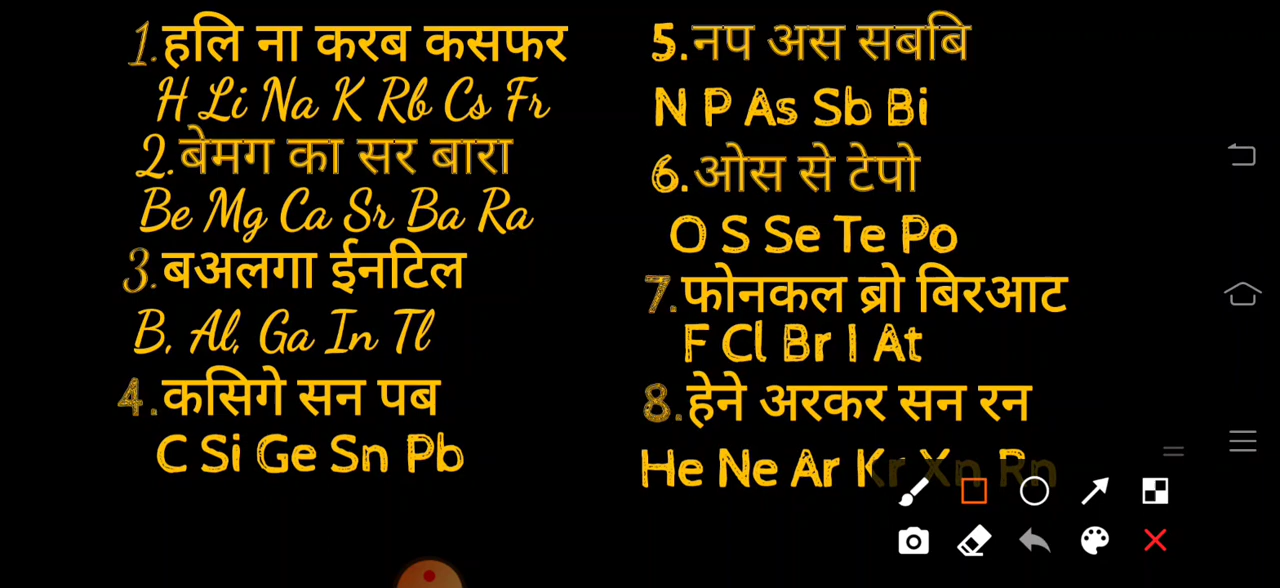 1.हलि ना करब कसफर
H Li Na K Rb Cs Fr
2.बेमग का सर बारा
Be Mg Ca Sr Ba Ra
3.बअलगा ईनटिल
B, Al, Ga In Tl
4.कसिगे सन पब
C Si Ge Sn Pb
5.नप अस सबबि
N P As Sb Bi
6.ओस से टेपो
O S Se Te Po
7.फोनकल ब्रो बिरआट
F Cl Br I At
8.हेने अरकर सन रन
He Ne Ar Kr Xn Rn